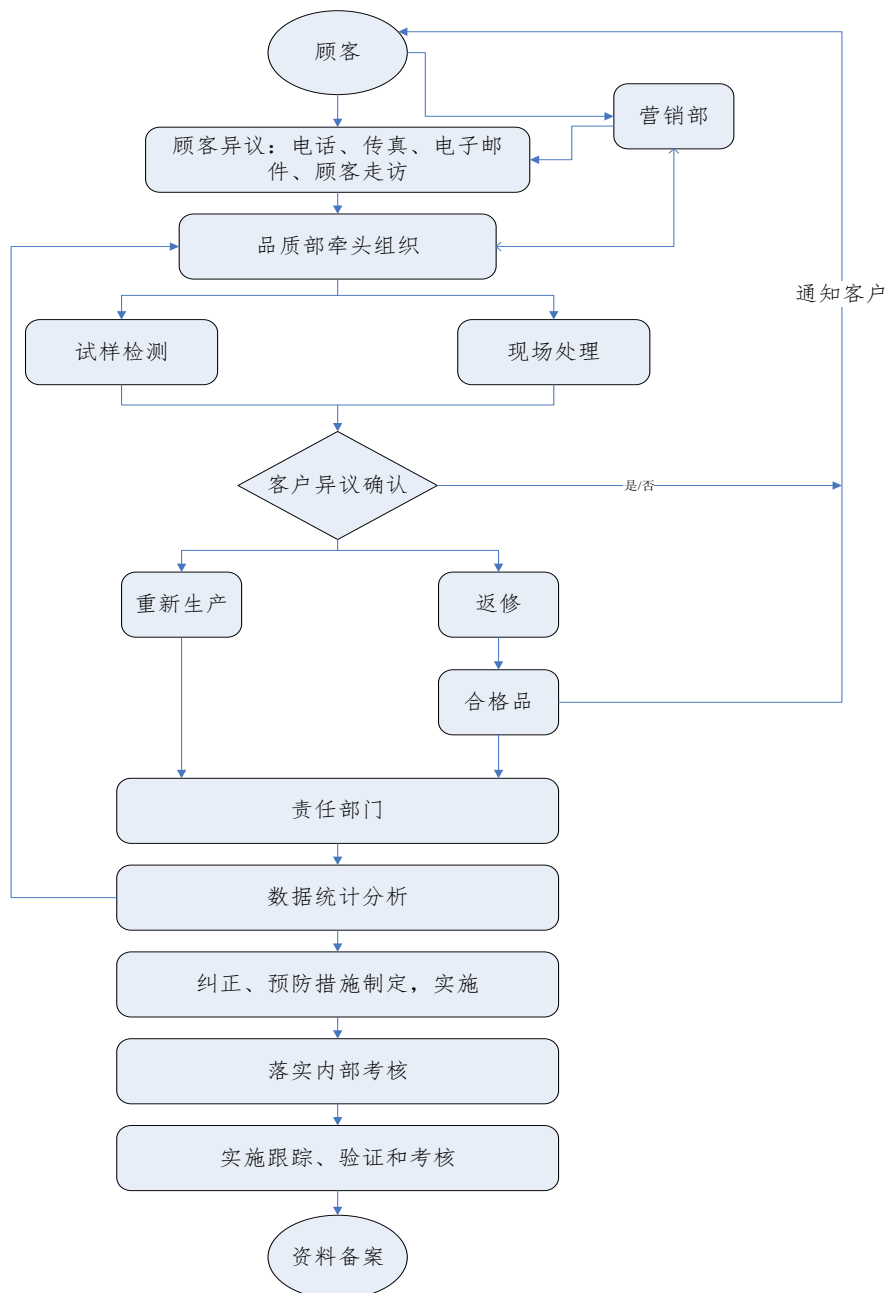 顾客
营销部
顾客异议：电话、传真、电子邮
件、顾客走访
品质部牵头组织
通知客户
试样检测
现场处理
客户异议确认
是/否
重新生产
返修
合格品
责任部门
数据统计分析
纠正、预防措施制定，实施
落实内部考核
实施跟踪、验证和考核
资料备案